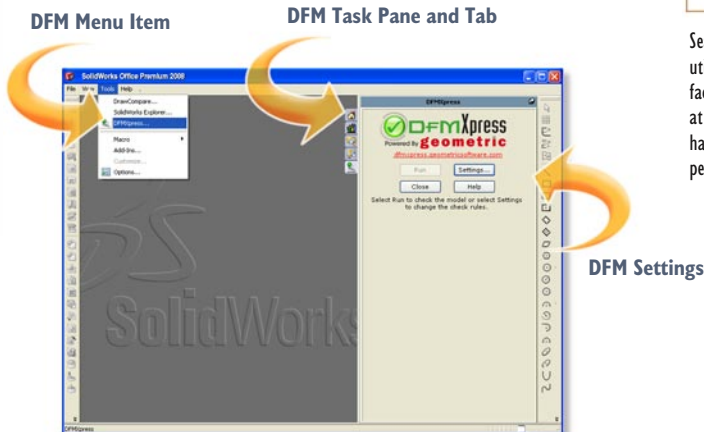 DFM Menu Item
DFM Task Pane and Tab
SolidWorks Office Premium 2008
File View Tools Help
DrawCompare...
SolidWorks Explorer...
DFMXpress...
Macro
Add-Ins...
Customize...
Options...
DFMXpress
DFMXpress
Powered By geometric
dfmxpress.geometricsoftware.com
Run
Settings...
Close
Help
Select Run to check the model or select Settings
to change the check rules.
DFM Settings
SolidWorks
DFMXpress
Se
ut
fac
at
ha
pe